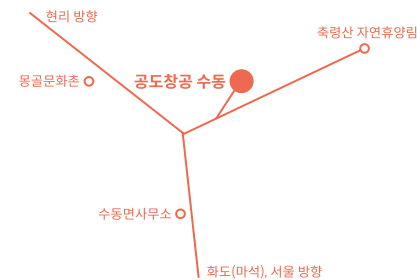 현리 방향
축령산 자연휴양림
몽골문화촌
공도창공 수동
수동면사무소
화도(마석), 서울 방향